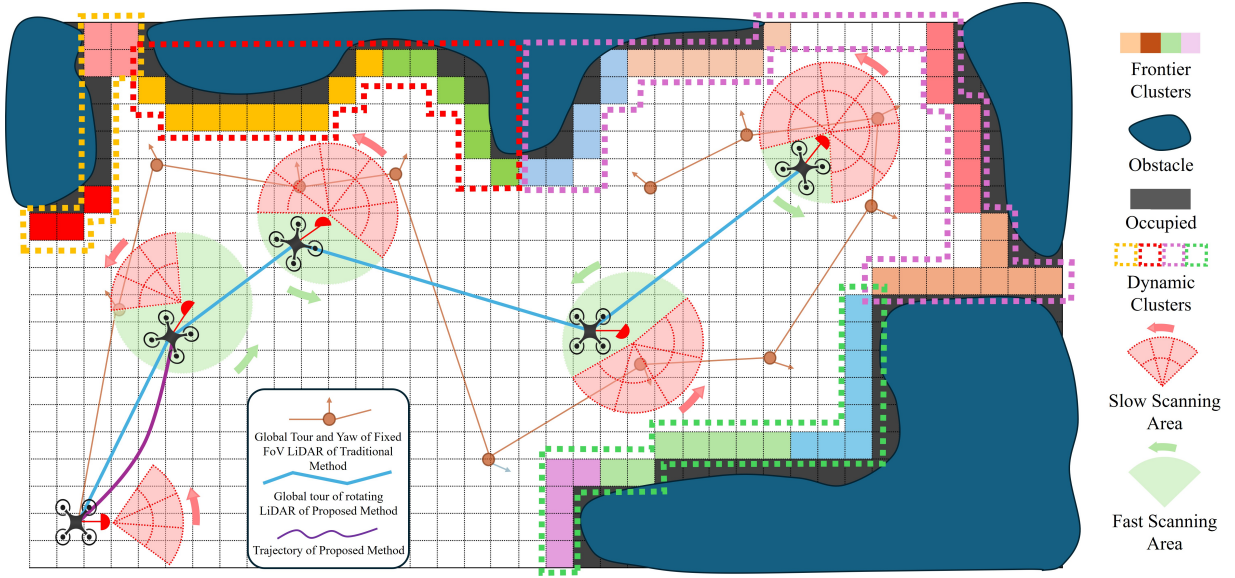 Global Tour and Yaw of Fixed
FoV LiDAR of Traditional
Method
Global tour of rotating
LiDAR of Proposed Method
Trajectory of Proposed Method
Frontier
Clusters
Obstacle
Occupied
Dynamic
Clusters
Slow Scanning
Area
Fast Scanning
Area